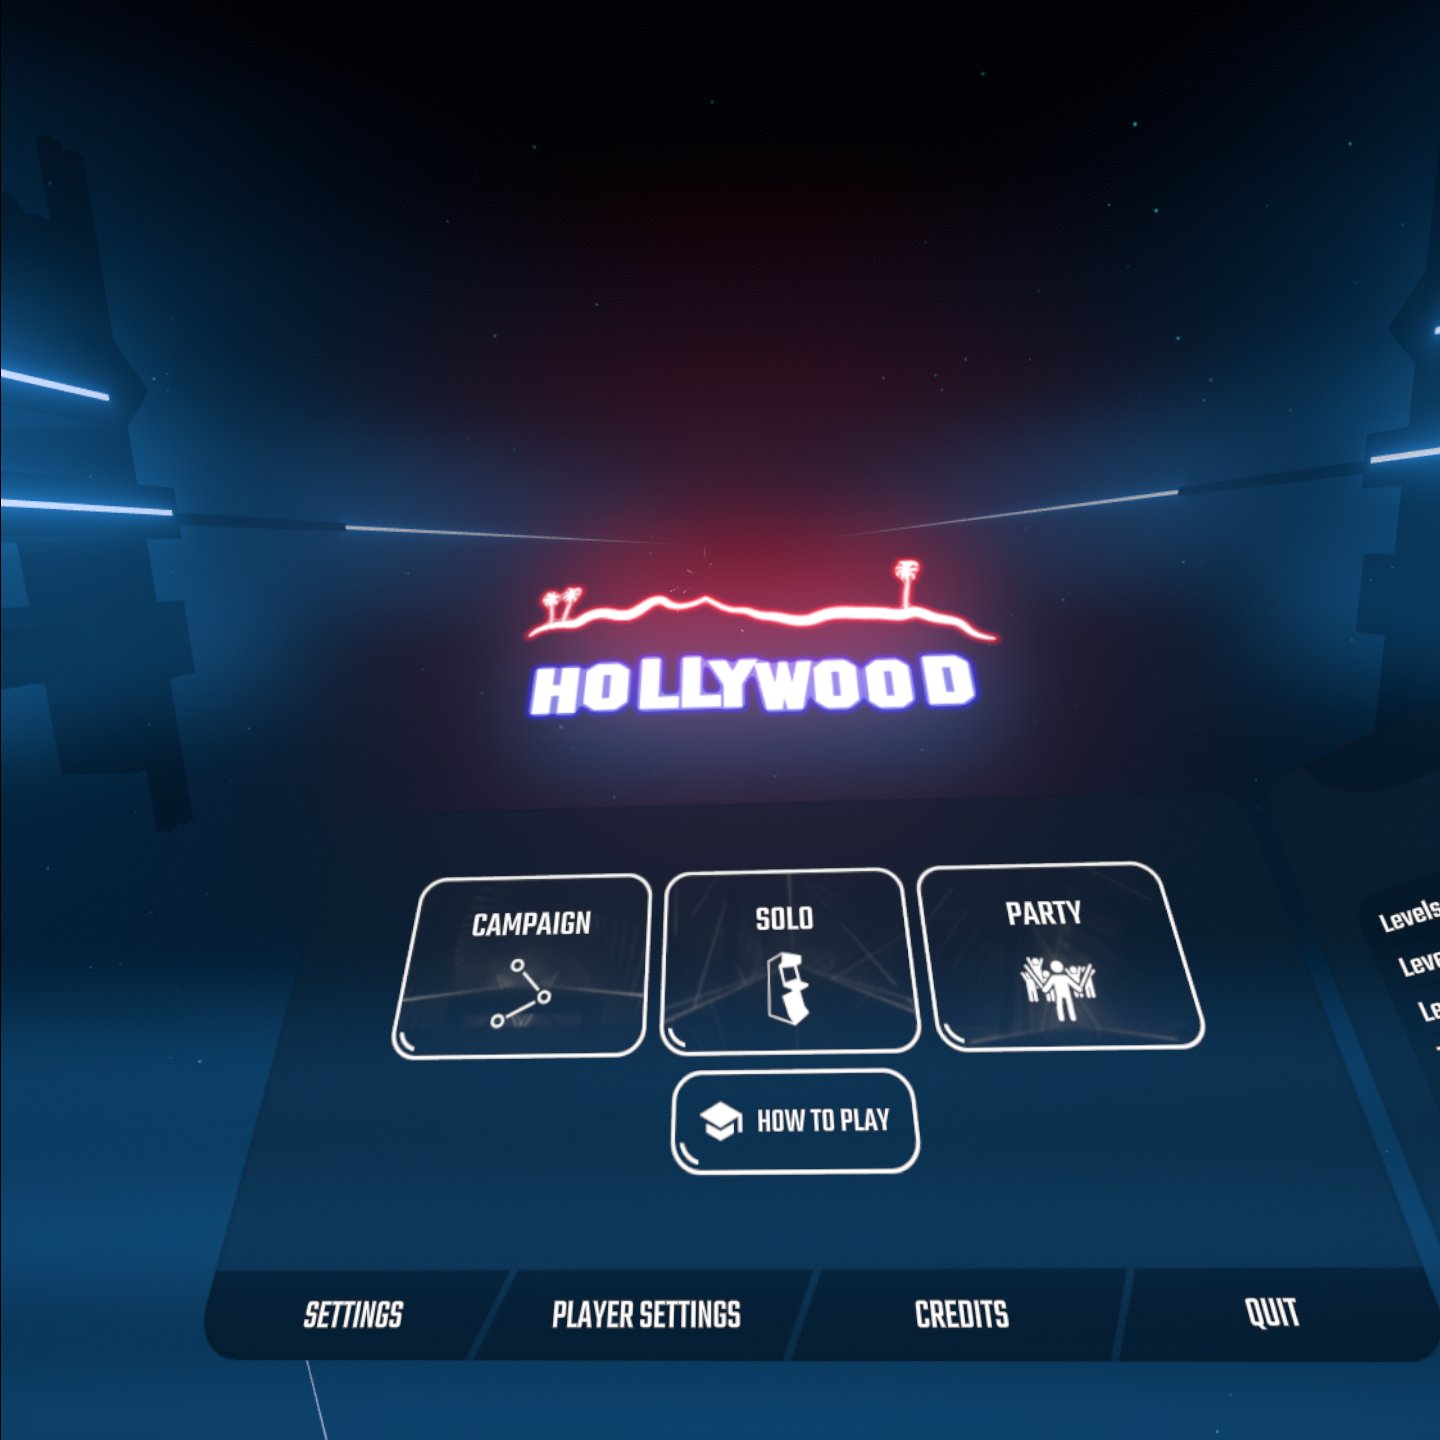 HOLLYWOOD
CAMPAIGN
SOLO
PARTY
HOW TO PLAY
Levels
SETTINGS
PLAYER SETTINGS
CREDITS
QUIT